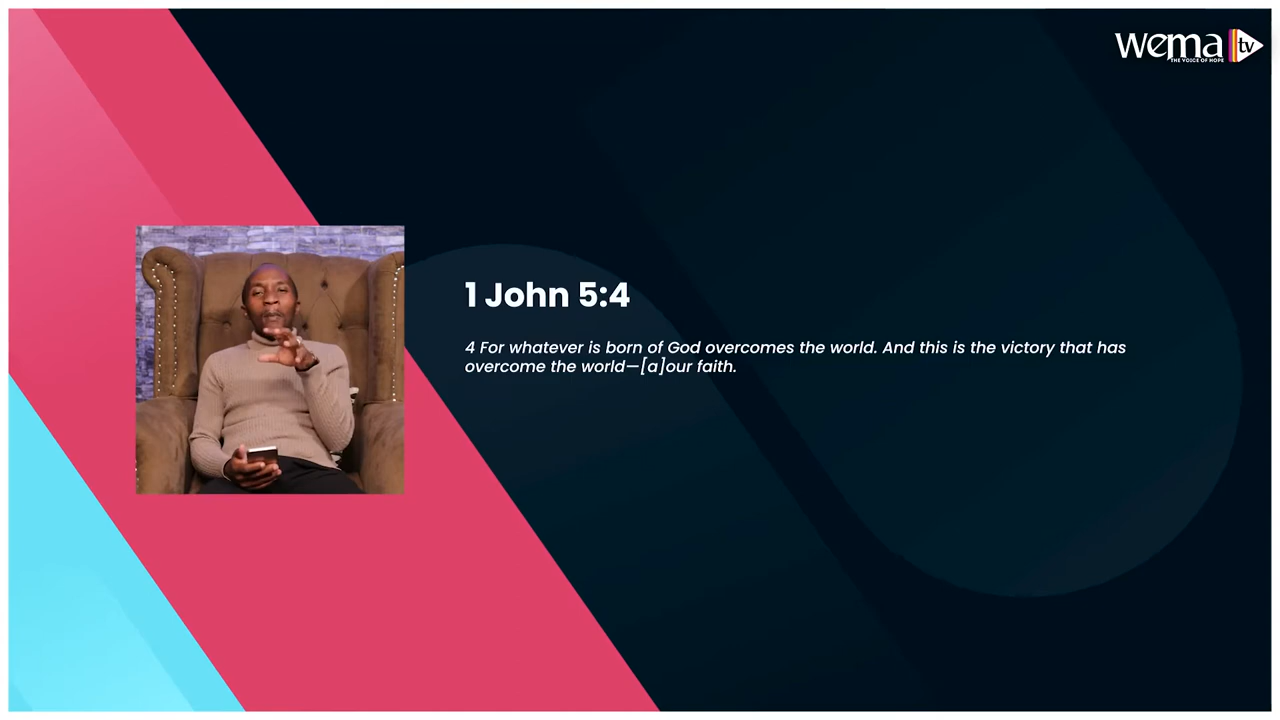 wema tv
THE VOICE OF HOPE
1 John 5:4
4 For whatever is born of God overcomes the world. And this is the victory that has
overcome the world—[a]our faith.